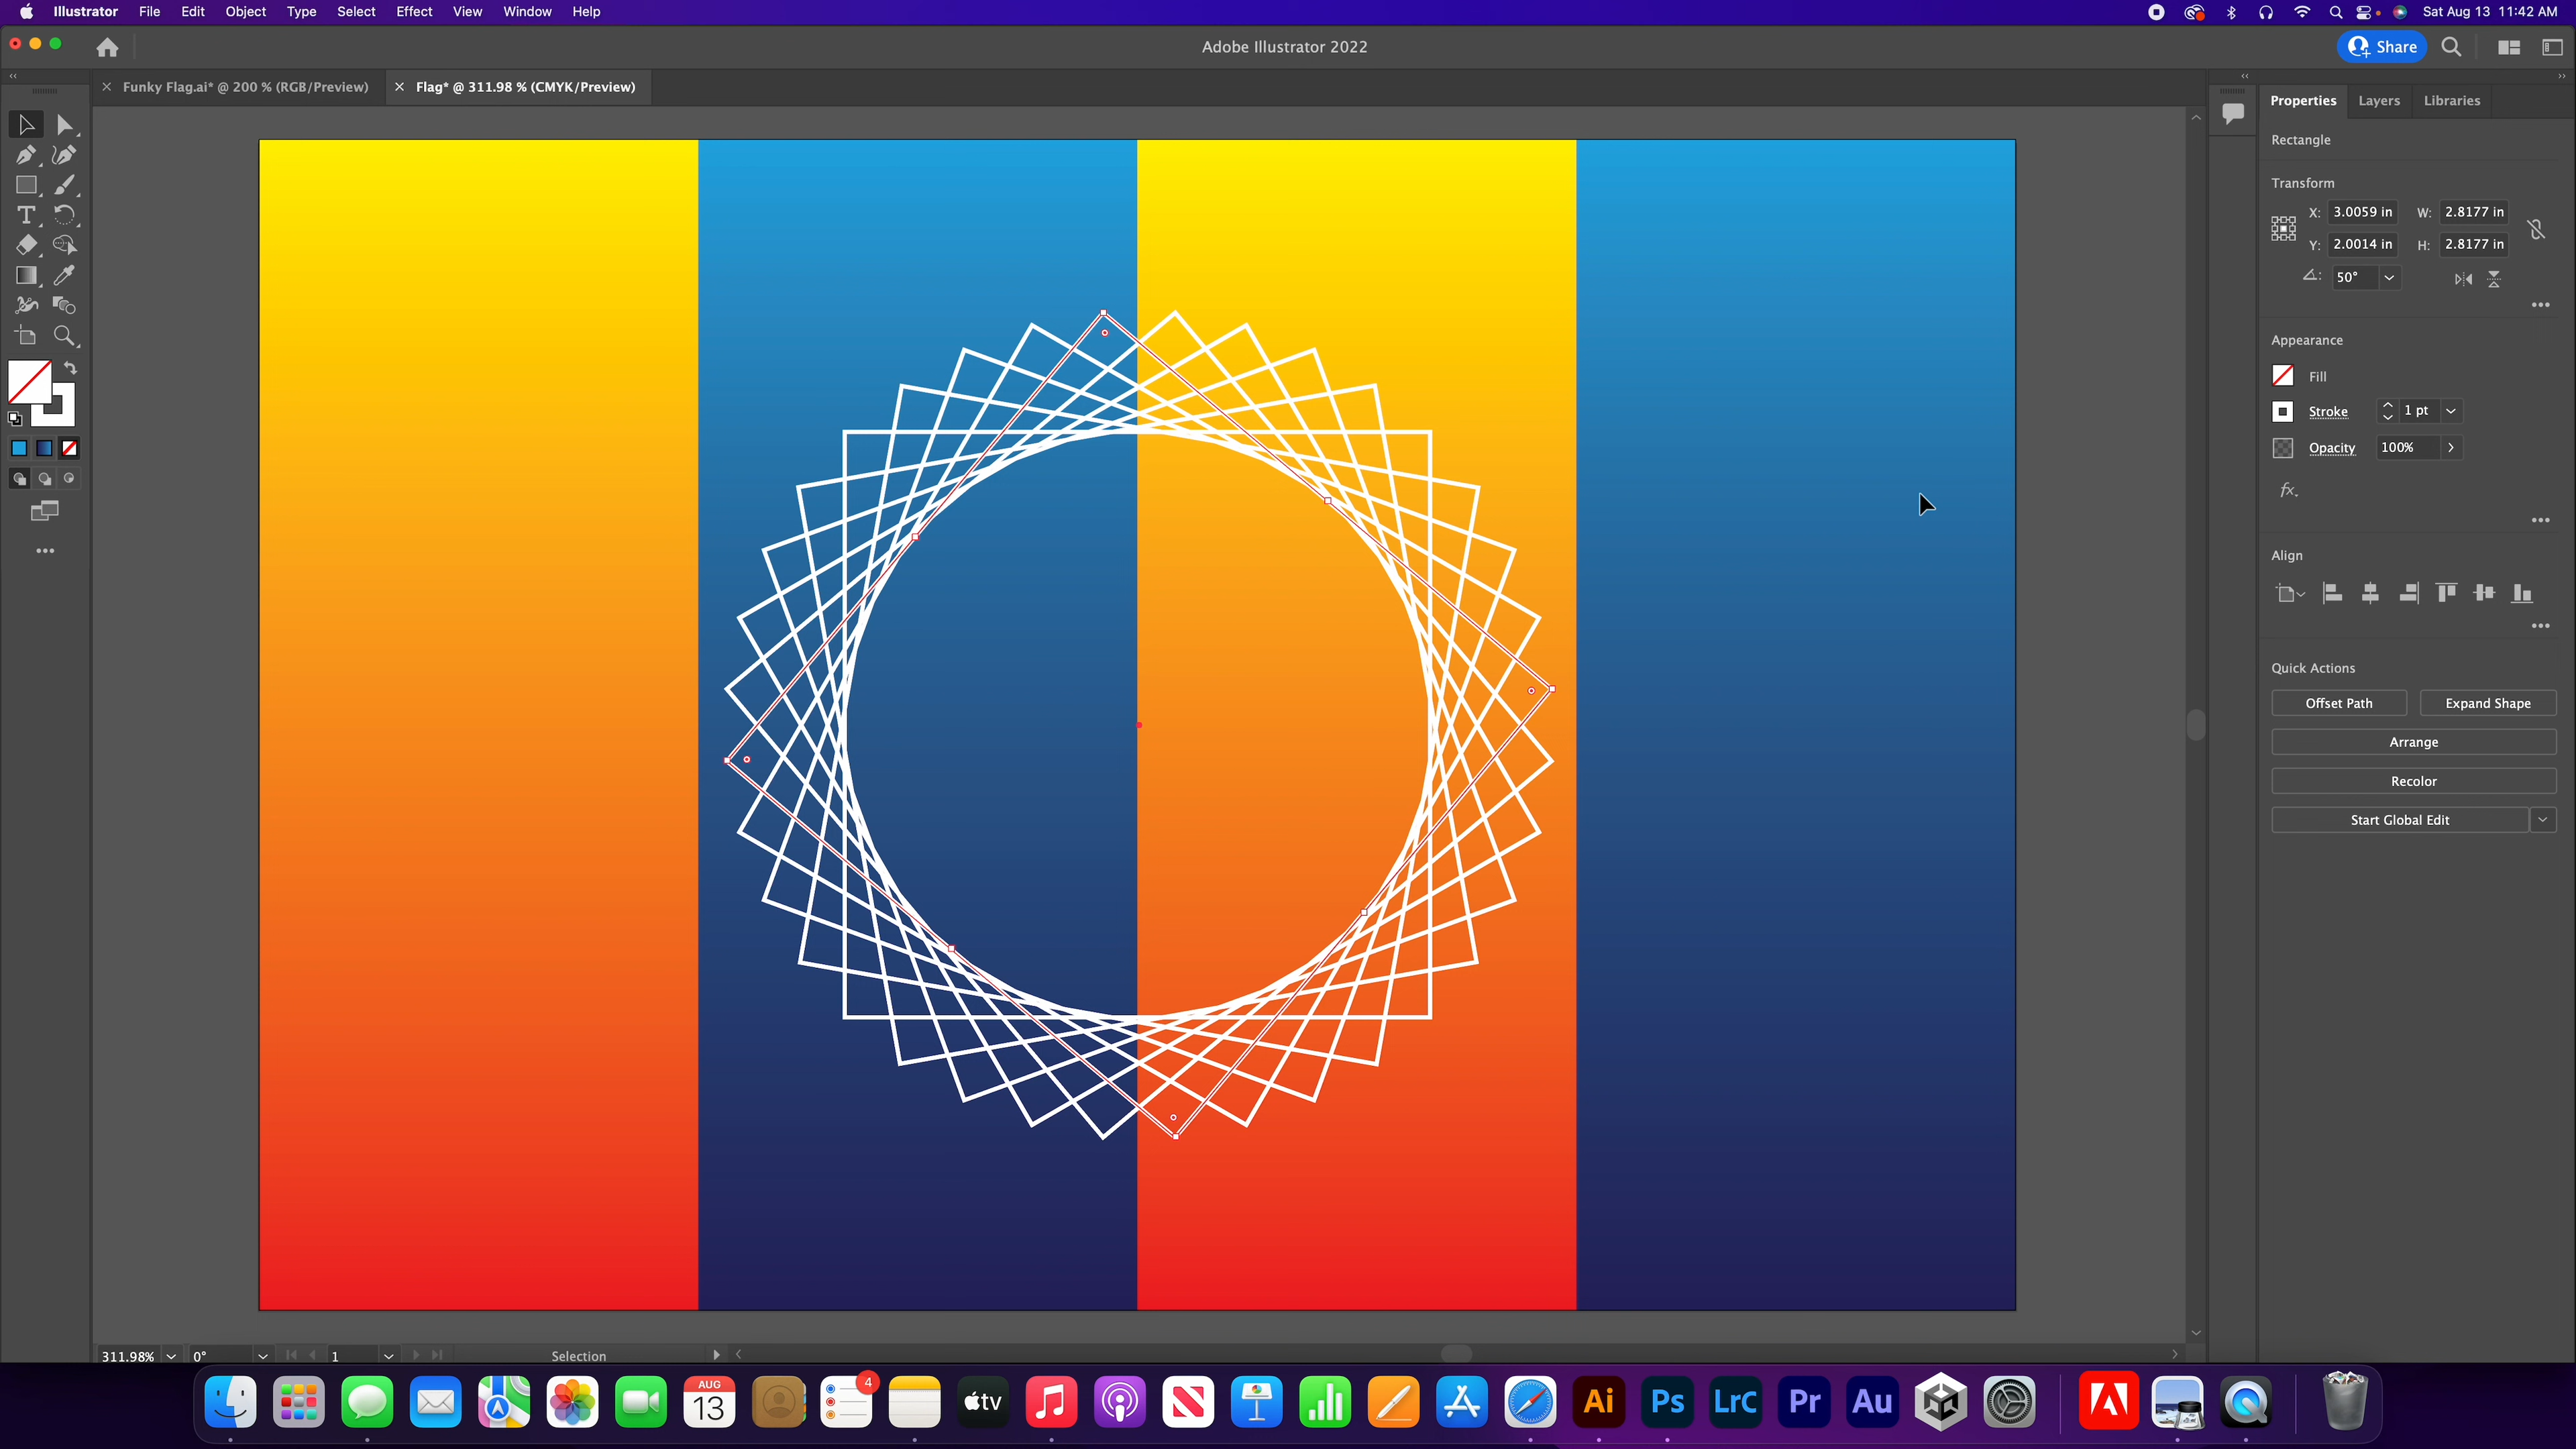 Illustrator File Edit Object Type Select Effect View Window Help Sat Aug 13 11:42 AM
Adobe Illustrator 2022 Share
Funky Flag.ai* @ 200 % (RGB/Preview) Flag* @ 311.98 % (CMYK/Preview)
Properties Layers Libraries
Rectangle
Transform
X: 3.0059 in W: 2.8177 in
Y: 2.0014 in H: 2.8177 in
50°
Appearance
Fill
Stroke 1 pt
Opacity 100%
fx
Align
Quick Actions
Offset Path Expand Shape
Arrange
Recolor
Start Global Edit
311.98% 0° 1 Selection
AUG
13
4
tv
Ai Ps LrC Pr Au